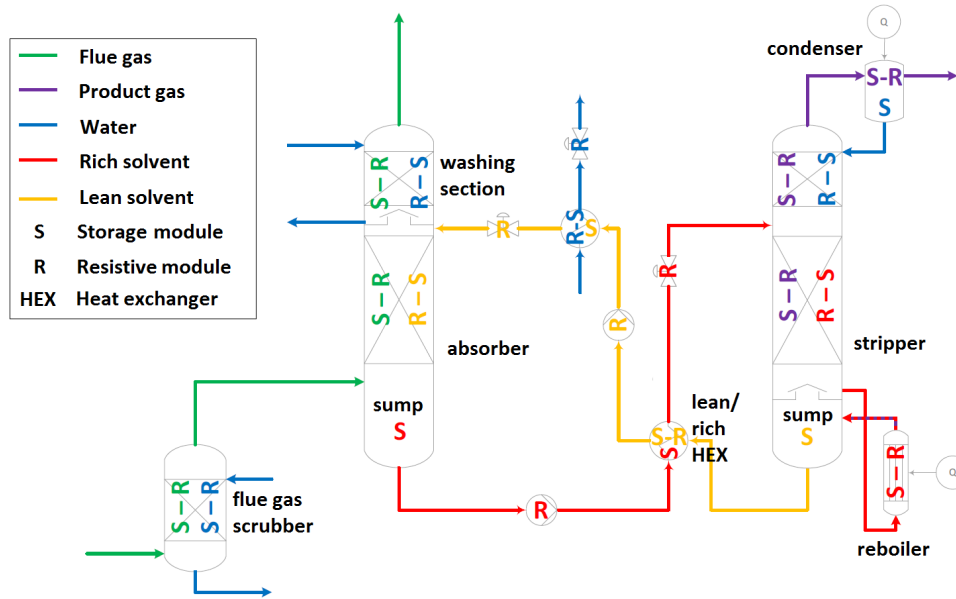 Flue gas
Product gas
Water
Rich solvent
Lean solvent
S Storage module
R Resistive module
HEX Heat exchanger
condenser
Q
S-R
S
washing
section
S-R
R-S
R
R-S
S
R
R
S-R
R-S
S-R
R-S
absorber
R
S-R
R-S
stripper
sump
S
lean/
rich
HEX
S-R
S
sump
S
S-R
Q
reboiler
R
S-R
S-R
flue gas
scrubber